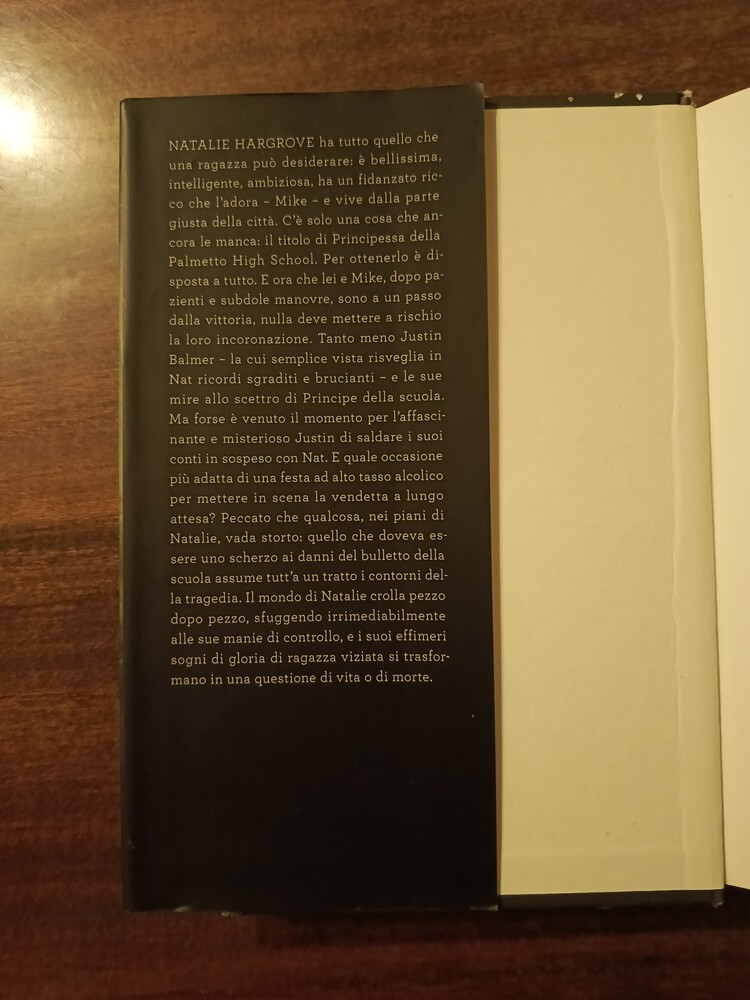 NATALIE HARGROVE ha tutto quello che
una ragazza può desiderare: è bellissima,
intelligente, ambiziosa, ha un fidanzato ric-
co che l'adora – Mike – e vive dalla parte
giusta della città. C'è solo una cosa che an-
cora le manca: il titolo di Principessa della
Palmetto High School. Per ottenerlo è di-
sposta a tutto. E ora che lei e Mike, dopo pa-
zienti e subdole manovre, sono a un passo
dalla vittoria, nulla deve mettere a rischio
la loro incoronazione. Tanto meno Justin
Balmer – la cui semplice vista risveglia in
Nat ricordi sgraditi e brucianti – e le sue
mire allo scettro di Principe della scuola.
Ma forse è venuto il momento per l'affasci-
nante e misterioso Justin di saldare i suoi
conti in sospeso con Nat. E quale occasione
più adatta di una festa ad alto tasso alcolico
per mettere in scena la vendetta a lungo
attesa? Peccato che qualcosa, nei piani di
Natalie, vada storto: quello che doveva es-
sere uno scherzo ai danni del bulletto della
scuola assume tutt'a un tratto i contorni del-
la tragedia. Il mondo di Natalie crolla pezzo
dopo pezzo, sfuggendo irrimediabilmente
alle sue manie di controllo, e i suoi effimeri
sogni di gloria di ragazza viziata si trasfor-
mano in una questione di vita o di morte.